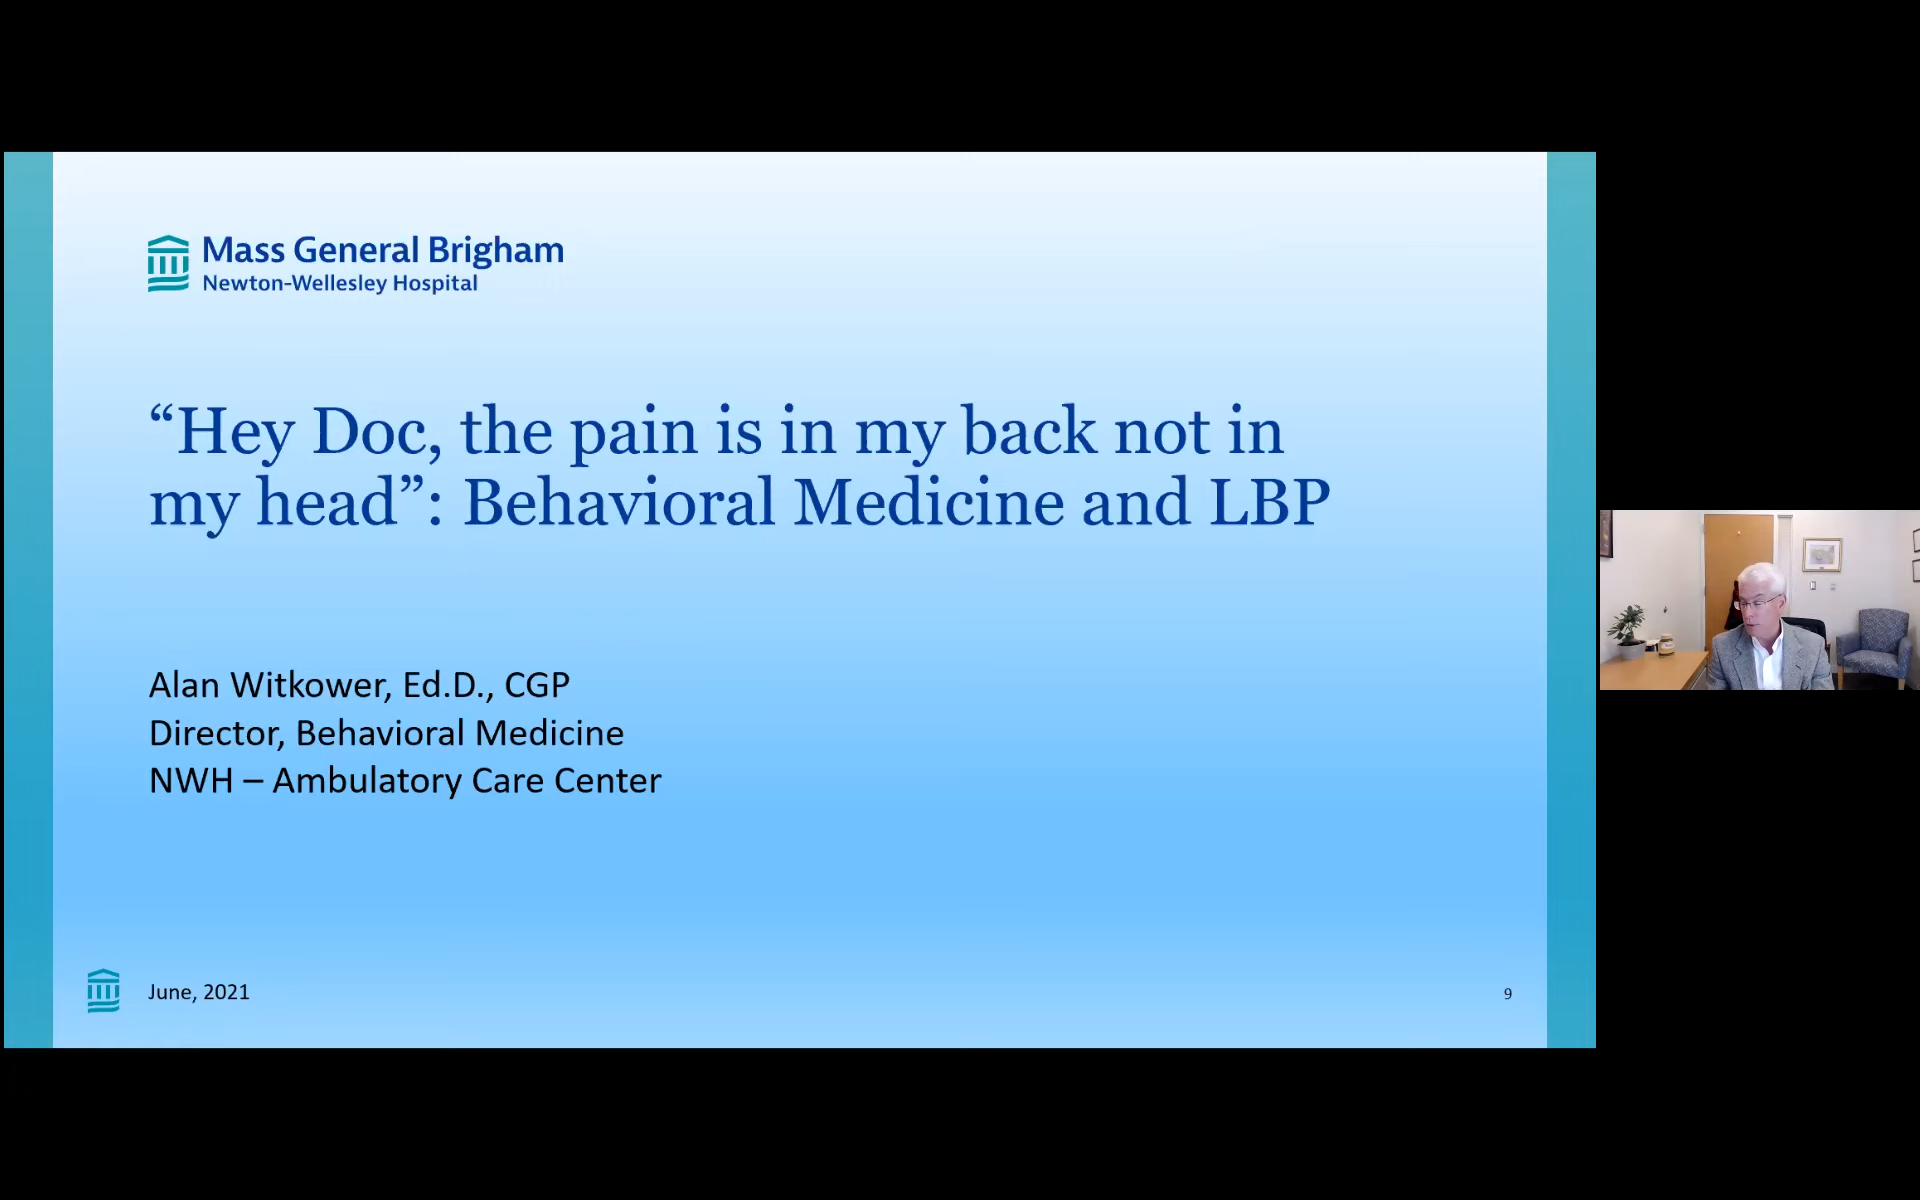 Mass General Brigham
Newton-Wellesley Hospital
“Hey Doc, the pain is in my back not in
my head”: Behavioral Medicine and LBP
Alan Witkower, Ed.D., CGP
Director, Behavioral Medicine
NWH – Ambulatory Care Center
June, 2021
9